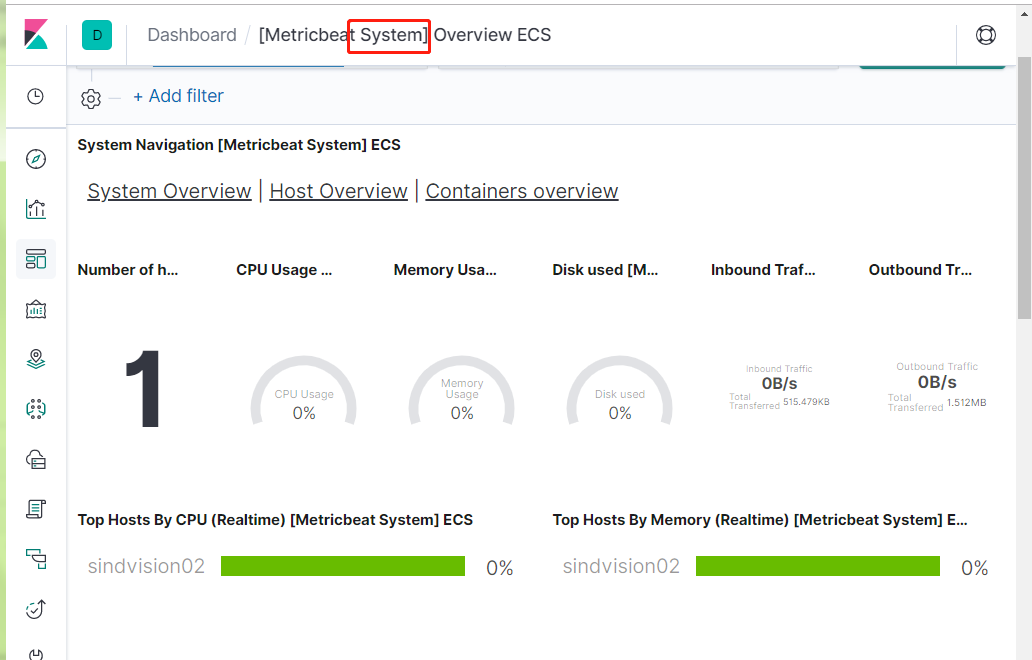 D Dashboard / [Metricbeat System] Overview ECS
+ Add filter
System Navigation [Metricbeat System] ECS
System Overview | Host Overview | Containers overview
Number of h... CPU Usage ... Memory Usa... Disk used [M... Inbound Traf... Outbound Tr...
1
CPU Usage
0%
Memory
Usage
0%
Disk used
0%
Inbound Traffic
0B/s
Total
Transferred 515.479KB
Outbound Traffic
0B/s
Total
Transferred 1.512MB
Top Hosts By CPU (Realtime) [Metricbeat System] ECS
sindvision02 0%
Top Hosts By Memory (Realtime) [Metricbeat System] E...
sindvision02 0%